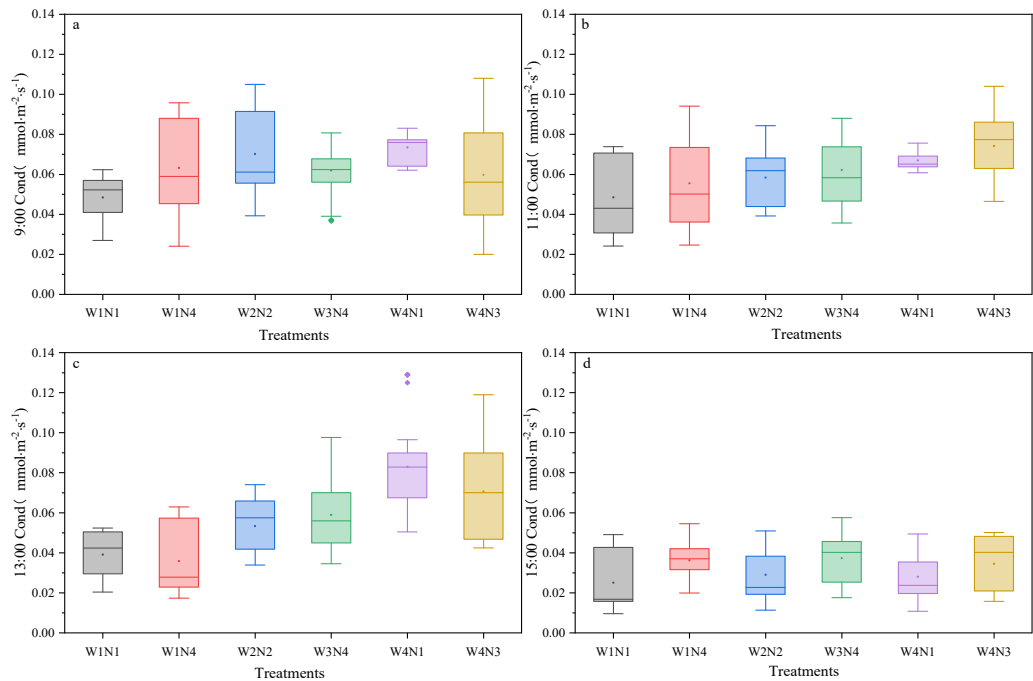 a
0.14
0.12
0.10
0.08
0.06
0.04
0.02
0.00
9:00 Cond( mmol·m⁻²·s⁻¹)
W1N1 W1N4 W2N2 W3N4 W4N1 W4N3
Treatments
b
0.14
0.12
0.10
0.08
0.06
0.04
0.02
0.00
11:00 Cond( mmol·m⁻²·s⁻¹)
W1N1 W1N4 W2N2 W3N4 W4N1 W4N3
Treatments
c
0.14
0.12
0.10
0.08
0.06
0.04
0.02
0.00
13:00 Cond( mmol·m⁻²·s⁻¹)
W1N1 W1N4 W2N2 W3N4 W4N1 W4N3
Treatments
d
0.14
0.12
0.10
0.08
0.06
0.04
0.02
0.00
15:00 Cond( mmol·m⁻²·s⁻¹)
W1N1 W1N4 W2N2 W3N4 W4N1 W4N3
Treatments